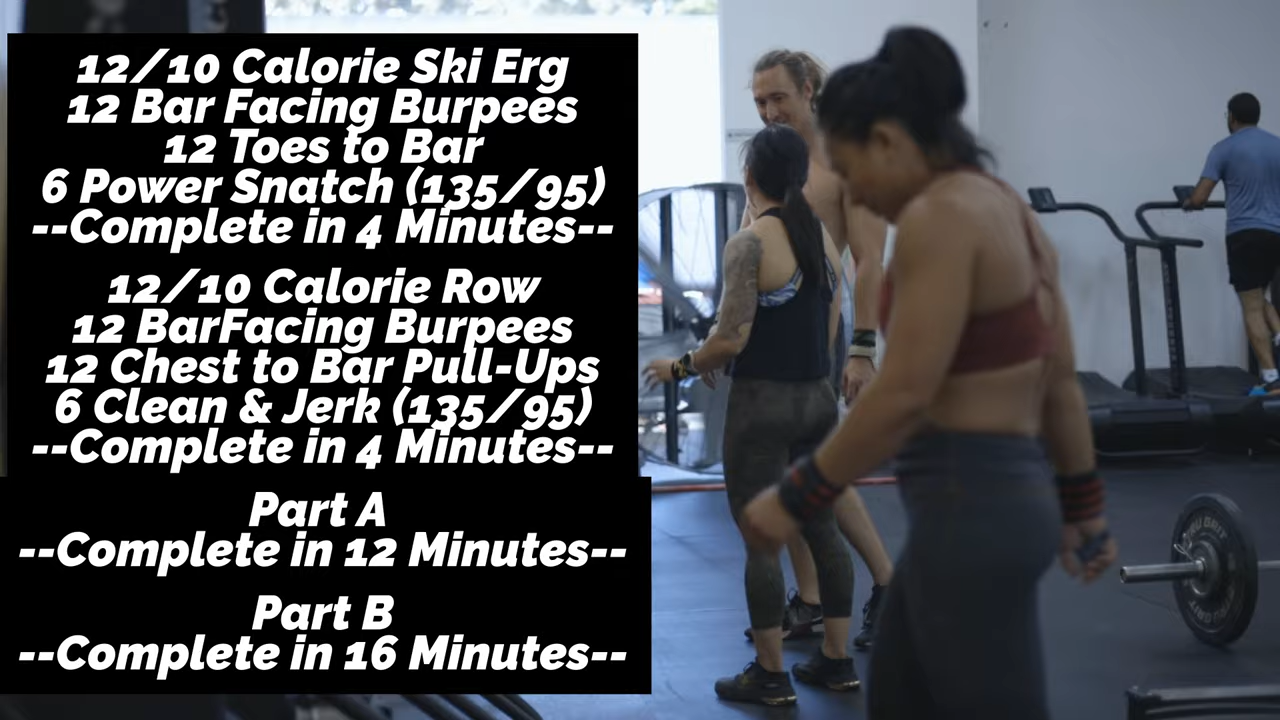 12/10 Calorie Ski Erg
12 Bar Facing Burpees
12 Toes to Bar
6 Power Snatch (135/95)
--Complete in 4 Minutes--
12/10 Calorie Row
12 BarFacing Burpees
12 Chest to Bar Pull-Ups
6 Clean & Jerk (135/95)
--Complete in 4 Minutes--
Part A
--Complete in 12 Minutes--
Part B
--Complete in 16 Minutes--